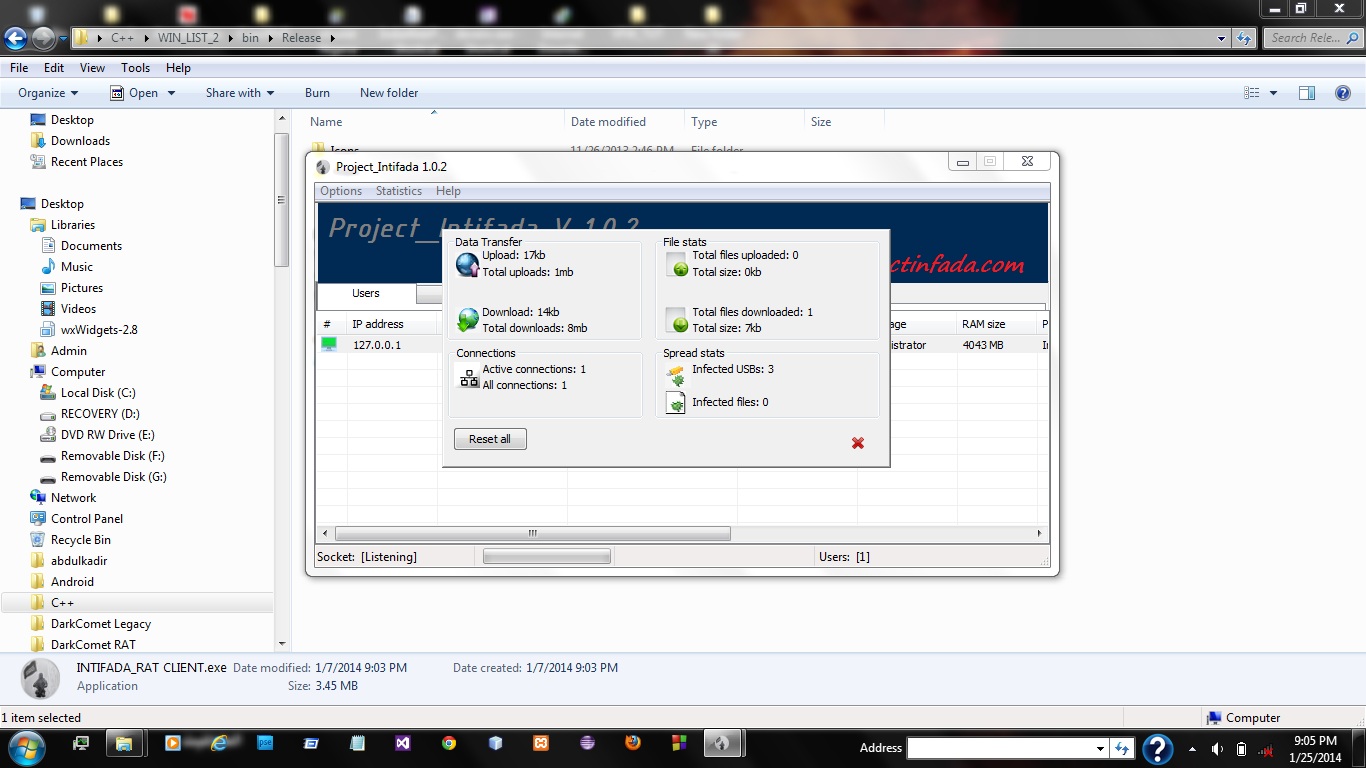 C++ WIN_LIST_2 bin Release
Search Rele...
File Edit View Tools Help
Organize Open Share with Burn New folder
Desktop
Downloads
Recent Places
Desktop
Libraries
Documents
Music
Pictures
Videos
wxWidgets-2.8
Admin
Computer
Local Disk (C:)
RECOVERY (D:)
DVD RW Drive (E:)
Removable Disk (F:)
Removable Disk (G:)
Network
Control Panel
Recycle Bin
abdulkadir
Android
C++
DarkComet Legacy
DarkComet RAT
Name Date modified Type Size
Icons 11/26/2013 2:46 PM File folder
Project_Intifada 1.0.2
Options Statistics Help
Project_Intifada V 1.0.2
ctinfada.com
Users
# IP address RAM size
127.0.0.1 istrator 4043 MB
Data Transfer
Upload: 17kb
Total uploads: 1mb
Download: 14kb
Total downloads: 8mb
File stats
Total files uploaded: 0
Total size: 0kb
Total files downloaded: 1
Total size: 7kb
Connections
Active connections: 1
All connections: 1
Spread stats
Infected USBs: 3
Infected files: 0
Reset all
Socket: [Listening] Users: [1]
INTIFADA_RAT CLIENT.exe Date modified: 1/7/2014 9:03 PM Date created: 1/7/2014 9:03 PM
Application Size: 3.45 MB
1 item selected Computer
Address
9:05 PM
1/25/2014